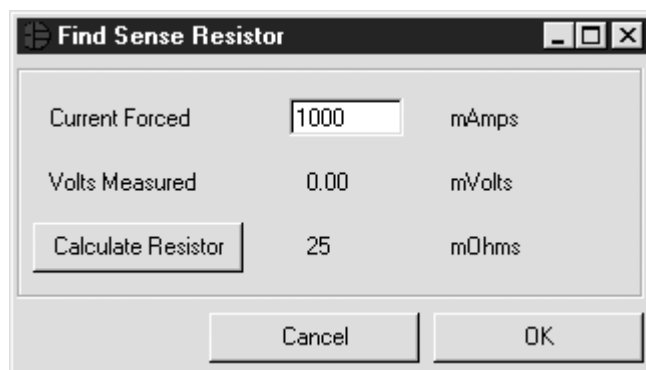 Find Sense Resistor
Current Forced 1000 mAmps
Volts Measured 0.00 mVolts
Calculate Resistor 25 mOhms
Cancel OK